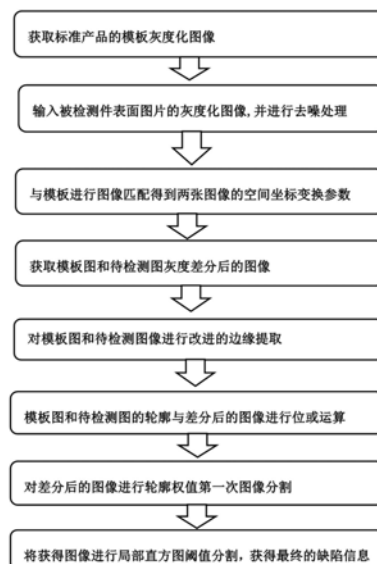 获取标准产品的模板灰度化图像
输入被检测件表面图片的灰度化图像,并进行去噪处理
与模板进行图像匹配得到两张图像的空间坐标变换参数
获取模板图和待检测图灰度差分后的图像
对模板图和待检测图像进行改进的边缘提取
模板图和待检测图的轮廓与差分后的图像进行位或运算
对差分后的图像进行轮廓权值第一次图像分割
将获得图像进行局部直方图阈值分割，获得最终的缺陷信息